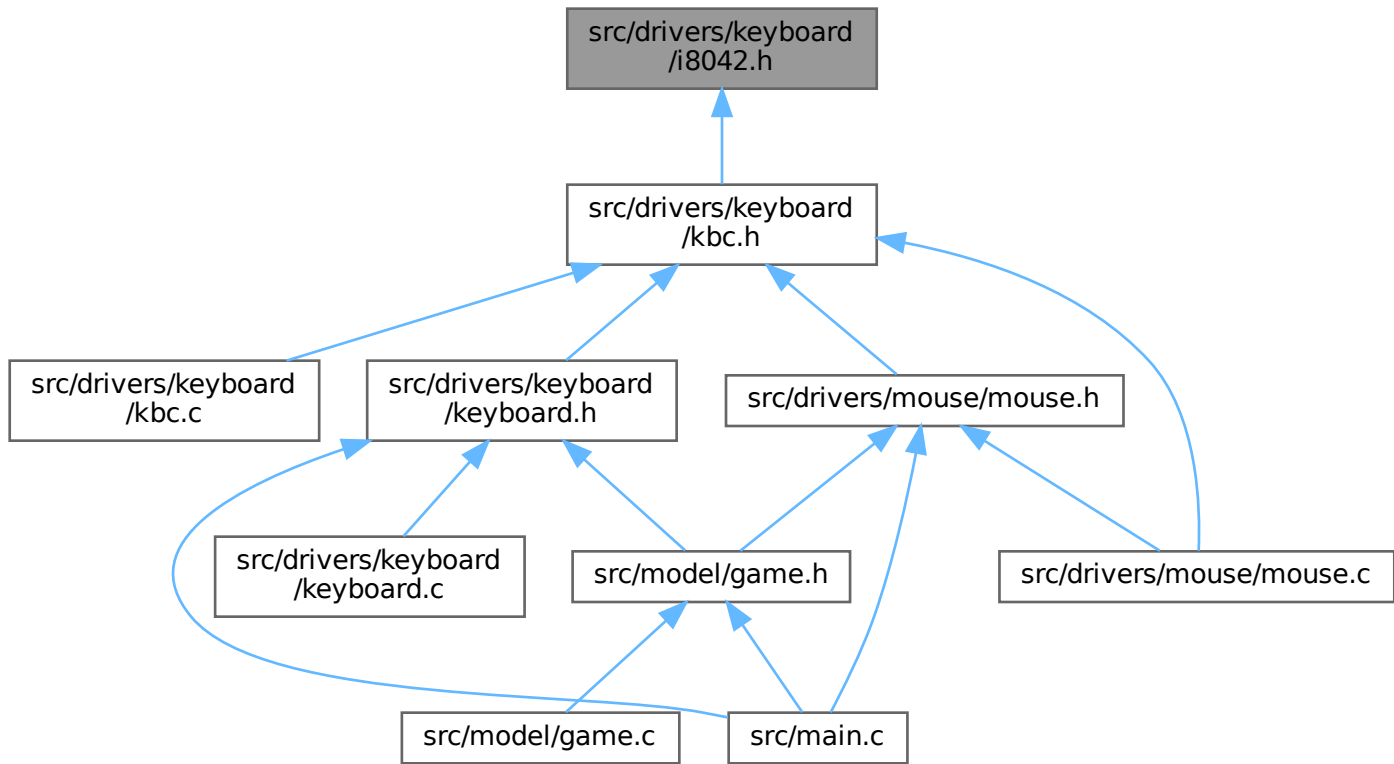 src/drivers/keyboard
/i8042.h
src/drivers/keyboard
/kbc.h
src/drivers/keyboard
/kbc.c
src/drivers/keyboard
/keyboard.h
src/drivers/mouse/mouse.h
src/drivers/keyboard
/keyboard.c
src/model/game.h
src/drivers/mouse/mouse.c
src/model/game.c
src/main.c